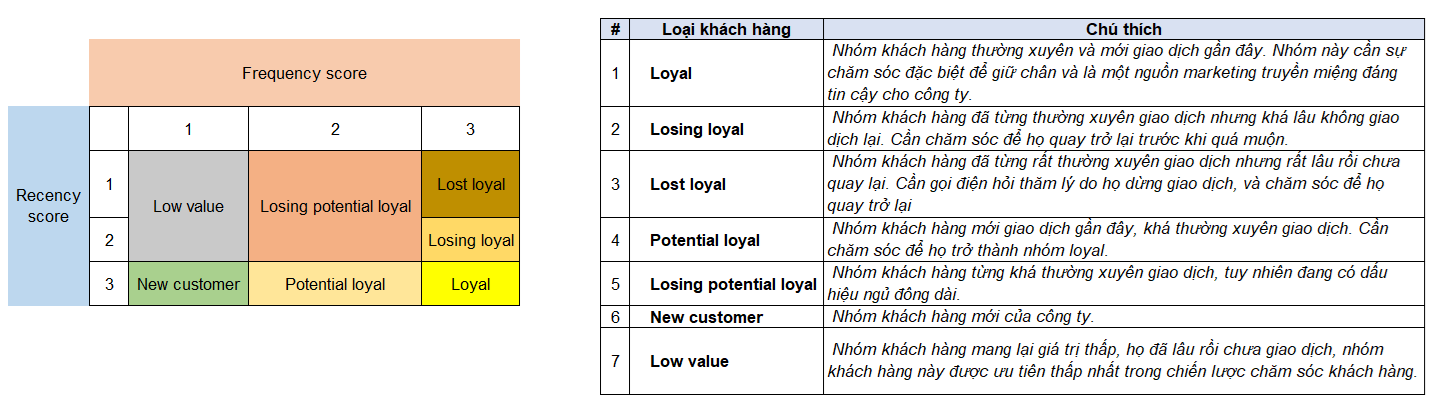 Frequency score
1 2 3
Recency
score
1
Low value
Losing potential loyal
Lost loyal
2
Losing loyal
3
New customer
Potential loyal
Loyal
# Loại khách hàng Chú thích
1 Loyal
Nhóm khách hàng thường xuyên và mới giao dịch gần đây. Nhóm này cần sự
chăm sóc đặc biệt để giữ chân và là một nguồn marketing truyền miệng đáng
tin cậy cho công ty.
2 Losing loyal
Nhóm khách hàng đã từng thường xuyên giao dịch nhưng khá lâu không giao
dịch lại. Cần chăm sóc để họ quay trở lại trước khi quá muộn.
3 Lost loyal
Nhóm khách hàng đã từng rất thường xuyên giao dịch nhưng rất lâu rồi chưa
quay lại. Cần gọi điện hỏi thăm lý do họ dừng giao dịch, và chăm sóc để họ
quay trở lại
4 Potential loyal
Nhóm khách hàng mới giao dịch gần đây, khá thường xuyên giao dịch. Cần
chăm sóc để họ trở thành nhóm loyal.
5 Losing potential loyal
Nhóm khách hàng từng khá thường xuyên giao dịch, tuy nhiên đang có dấu
hiệu ngủ đông dài.
6 New customer
Nhóm khách hàng mới của công ty.
7 Low value
Nhóm khách hàng mang lại giá trị thấp, họ đã lâu rồi chưa giao dịch, nhóm
khách hàng này được ưu tiên thấp nhất trong chiến lược chăm sóc khách hàng.